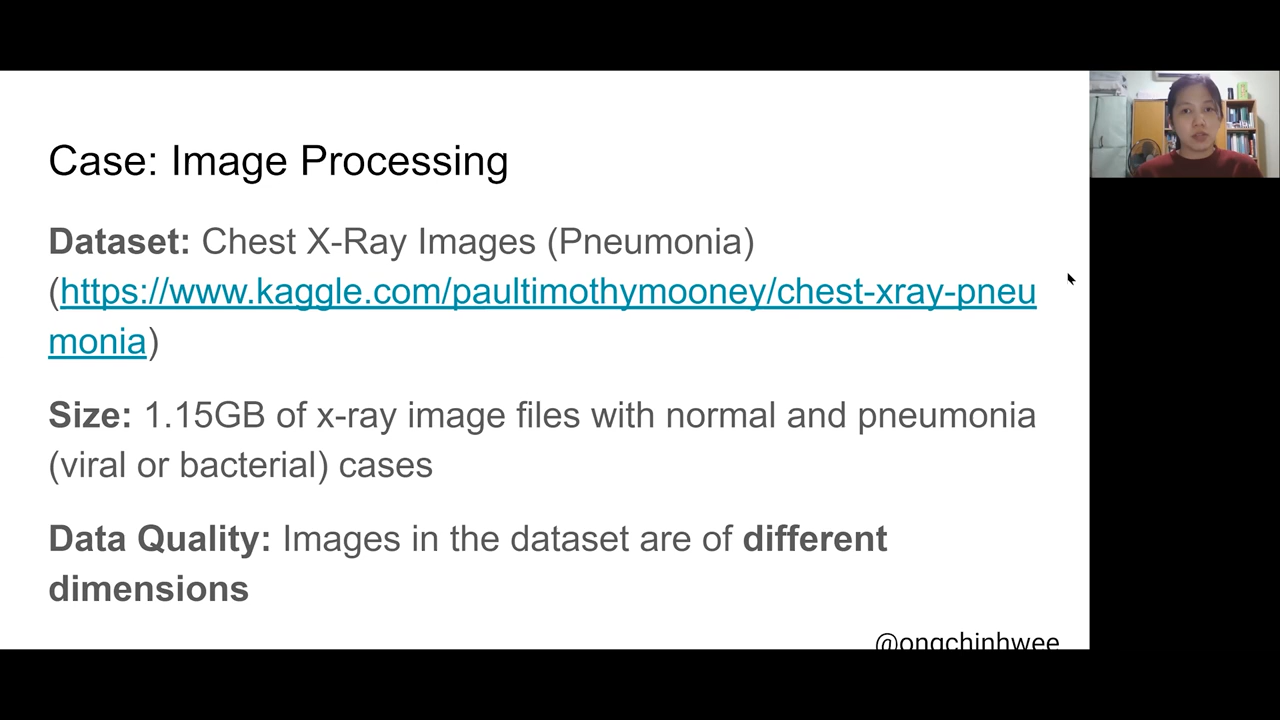 Case: Image Processing
Dataset: Chest X-Ray Images (Pneumonia)
(https://www.kaggle.com/paultimothymooney/chest-xray-pneu
monia)
Size: 1.15GB of x-ray image files with normal and pneumonia
(viral or bacterial) cases
Data Quality: Images in the dataset are of different
dimensions
@ongchinhwee